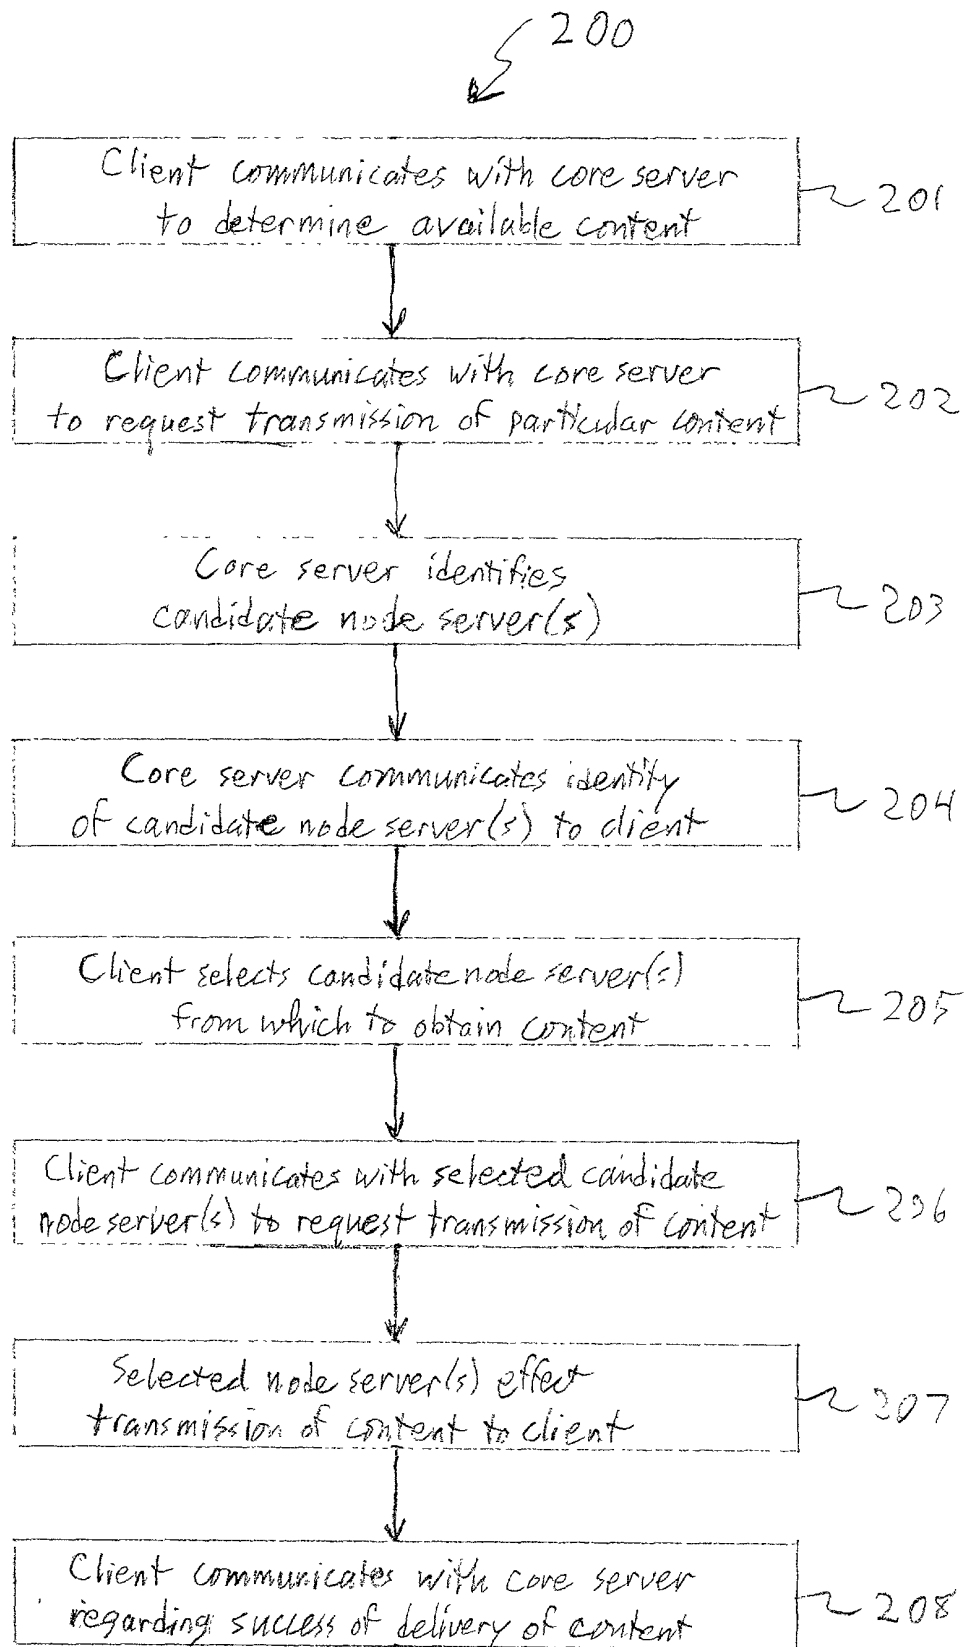 200
Client communicates with core server
to determine available content
201
Client communicates with core server
to request transmission of particular content
202
Core server identifies
candidate node server(s)
203
Core server communicates identity
of candidate node server(s) to client
204
Client selects candidate node server(s)
from which to obtain content
205
Client communicates with selected candidate
node server(s) to request transmission of content
206
Selected node server(s) effect
transmission of content to client
207
Client communicates with core server
regarding success of delivery of content
208